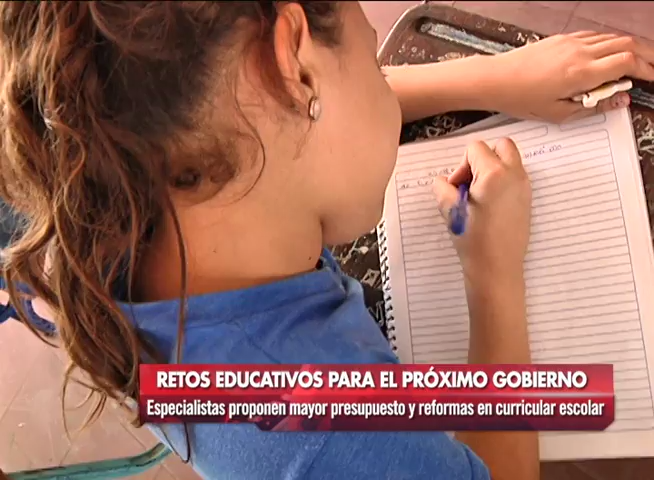 RETOS EDUCATIVOS PARA EL PRÓXIMO GOBIERNO
Especialistas proponen mayor presupuesto y reformas en curricular escolar